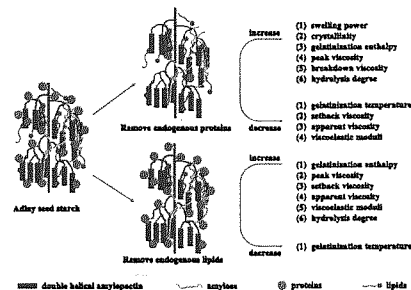 increase
(1) swelling power
(2) crystallinity
(3) gelatinization enthalpy
(4) peak viscosity
(5) breakdown viscosity
(6) hydrolysis degree
Remove endogenous proteins
decrease
(1) gelatinization temperature
(2) setback viscosity
(3) apparent viscosity
(4) viscoelastic moduli
Adlay seed starch
increase
(1) gelatinization enthalpy
(2) peak viscosity
(3) setback viscosity
(4) apparent viscosity
(5) viscoelastic moduli
(6) hydrolysis degree
Remove endogenous lipids
decrease
(1) gelatinization temperature
double helical amylopectin
amylose
proteins
lipids